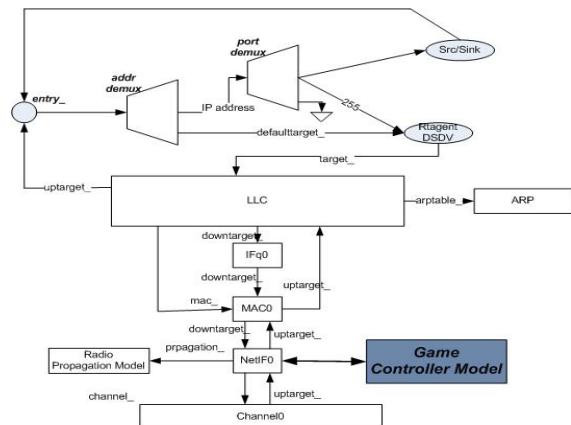 port
demux
Src/Sink
addr
demux
entry_
IP address
255
defaulttarget_
Rtagent
DSDV
target_
uptarget_
LLC
arptable_
ARP
downtarget_
IFq0
downtarget_
uptarget_
mac_
MAC0
downtarget_
uptarget_
Radio
Propagation Model
prpagation_
NetIF0
Game
Controller Model
channel_
uptarget_
Channel0